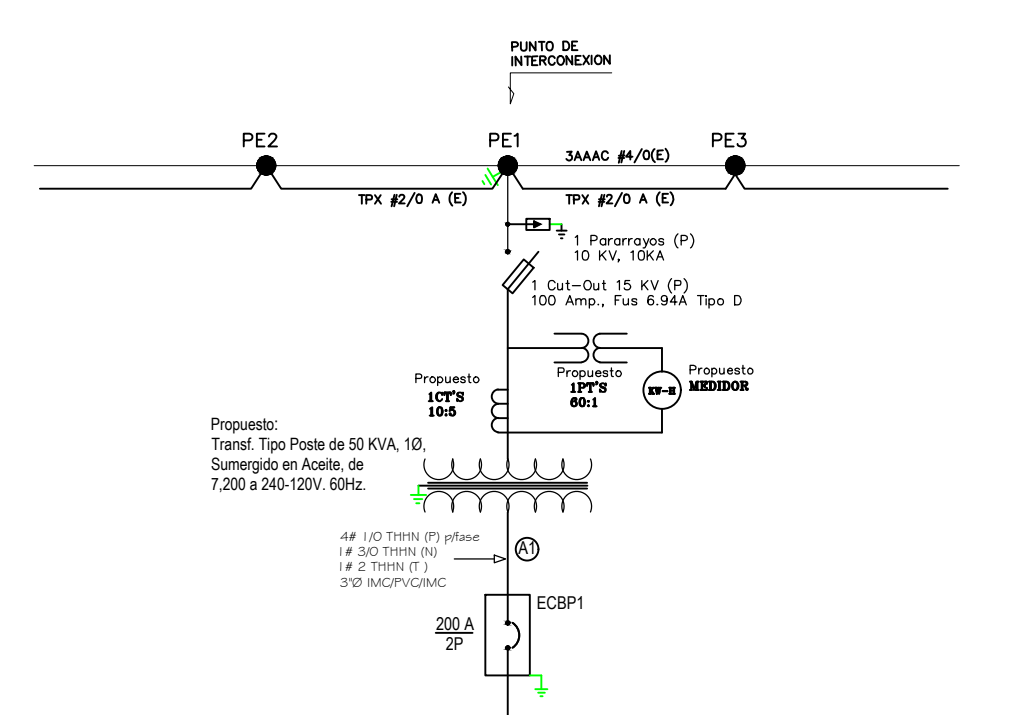 PUNTO DE
INTERCONEXION
PE2
PE1
PE3
3AAAC #4/0(E)
TPX #2/0 A (E)
TPX #2/0 A (E)
1 Pararrayos (P)
10 KV, 10KA
1 Cut-Out 15 KV (P)
100 Amp., Fus 6.94A Tipo D
Propuesto
1CT'S
10:5
Propuesto
1PT'S
60:1
KW-H
Propuesto
MEDIDOR
Propuesto:
Transf. Tipo Poste de 50 KVA, 1Ø,
Sumergido en Aceite, de
7,200 a 240-120V. 60Hz.
4# 1/0 THHN (P) p/fase
1# 3/0 THHN (N)
1# 2 THHN (T )
3"Ø IMC/PVC/IMC
A1
ECBP1
200 A
2P